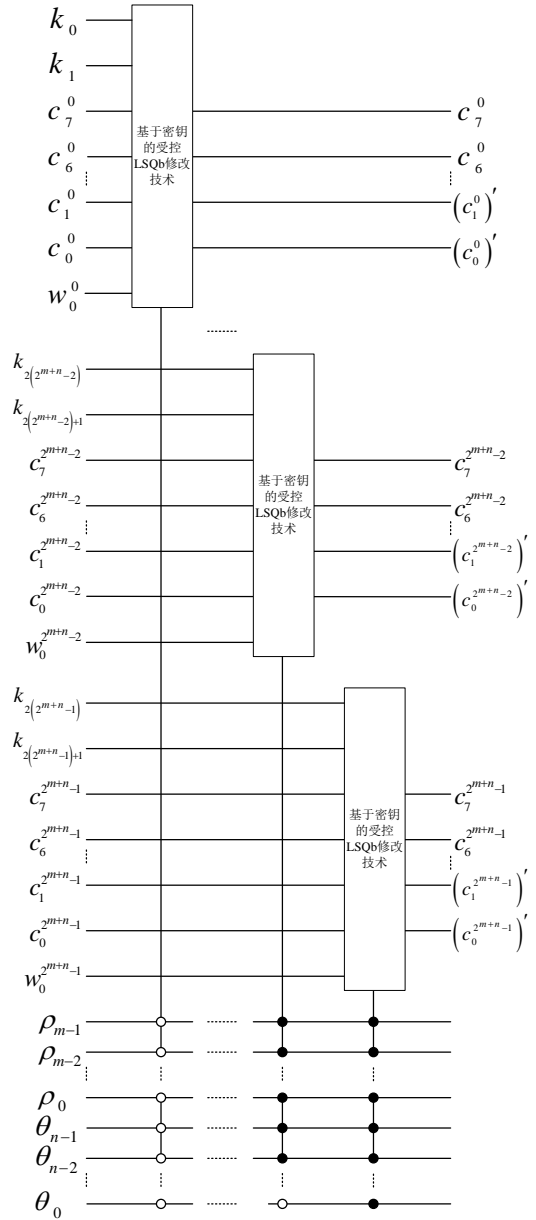 k_0
k_1
c_7^0 c_7^0
c_6^0 c_6^0
基于密钥
的受控
LSQb修改
技术
c_1^0 (c_1^0)′
c_0^0 (c_0^0)′
w_0^0
k_{2(2^{m+n}-2)}
k_{2(2^{m+n}-2)+1}
c_7^{2^{m+n}-2} c_7^{2^{m+n}-2}
c_6^{2^{m+n}-2} c_6^{2^{m+n}-2}
基于密钥
的受控
LSQb修改
技术
c_1^{2^{m+n}-2} (c_1^{2^{m+n}-2})′
c_0^{2^{m+n}-2} (c_0^{2^{m+n}-2})′
w_0^{2^{m+n}-2}
k_{2(2^{m+n}-1)}
k_{2(2^{m+n}-1)+1}
c_7^{2^{m+n}-1} c_7^{2^{m+n}-1}
c_6^{2^{m+n}-1} c_6^{2^{m+n}-1}
基于密钥
的受控
LSQb修改
技术
c_1^{2^{m+n}-1} (c_1^{2^{m+n}-1})′
c_0^{2^{m+n}-1} (c_0^{2^{m+n}-1})′
w_0^{2^{m+n}-1}
ρ_{m-1}
ρ_{m-2}
ρ_0
θ_{n-1}
θ_{n-2}
θ_0